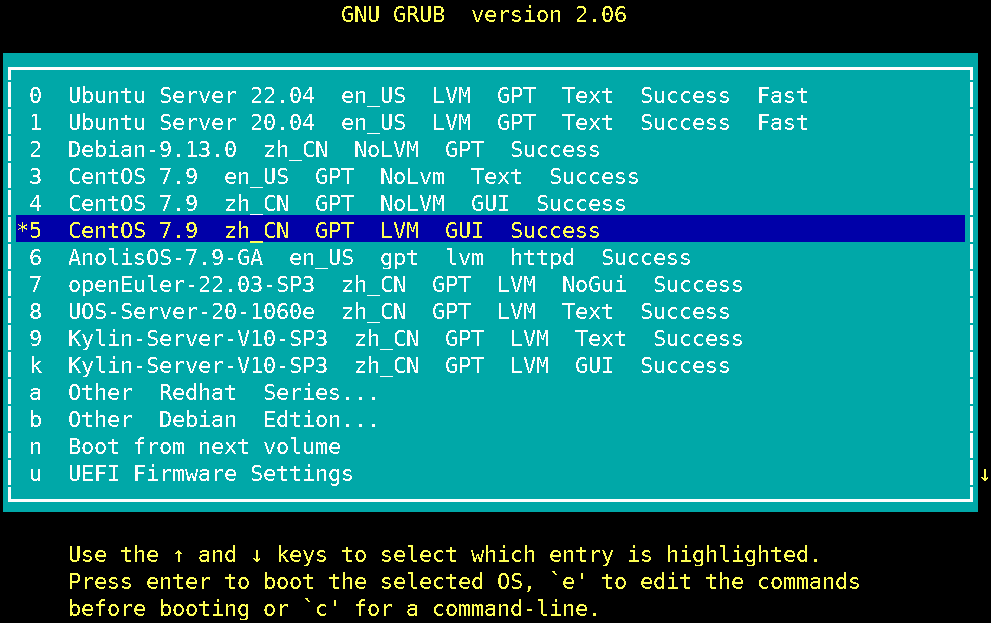 GNU GRUB  version 2.06
0  Ubuntu Server 22.04  en_US  LVM  GPT  Text  Success  Fast
1  Ubuntu Server 20.04  en_US  LVM  GPT  Text  Success  Fast
2  Debian-9.13.0  zh_CN  NoLVM  GPT  Success
3  CentOS 7.9  en_US  GPT  NoLvm  Text  Success
4  CentOS 7.9  zh_CN  GPT  NoLVM  GUI  Success
*5  CentOS 7.9  zh_CN  GPT  LVM  GUI  Success
6  AnolisOS-7.9-GA  en_US  gpt  lvm  httpd  Success
7  openEuler-22.03-SP3  zh_CN  GPT  LVM  NoGui  Success
8  UOS-Server-20-1060e  zh_CN  GPT  LVM  Text  Success
9  Kylin-Server-V10-SP3  zh_CN  GPT  LVM  Text  Success
k  Kylin-Server-V10-SP3  zh_CN  GPT  LVM  GUI  Success
a  Other  Redhat  Series...
b  Other  Debian  Edtion...
n  Boot from next volume
u  UEFI Firmware Settings ↓
Use the ↑ and ↓ keys to select which entry is highlighted.
Press enter to boot the selected OS, `e' to edit the commands
before booting or `c' for a command-line.